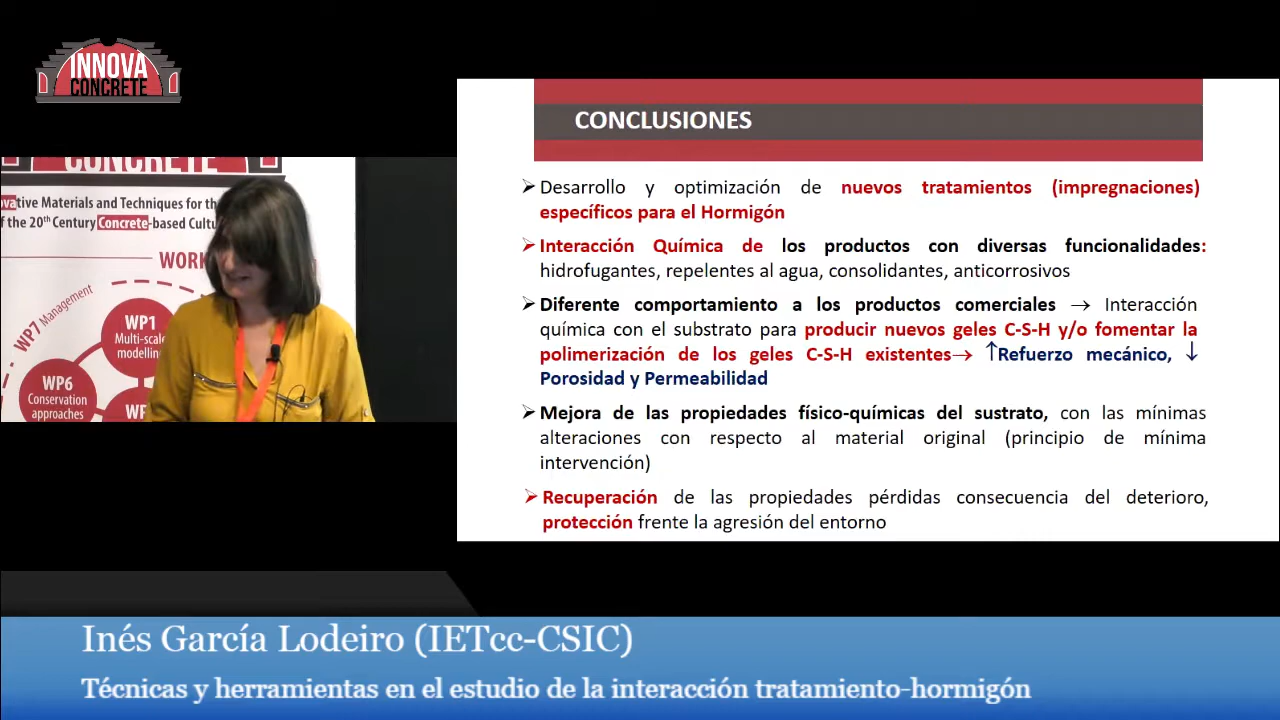 INNOVA
CONCRETE
CONCRETE
ovative Materials and Techniques for th
of the 20th Century Concrete-based Cultu
WORK
WP7 Management
WP1
Multi-scale
modelling
WP6
Conservation
approaches
WP
CONCLUSIONES
➢ Desarrollo y optimización de nuevos tratamientos (impregnaciones)
específicos para el Hormigón
➢ Interacción Química de los productos con diversas funcionalidades:
hidrofugantes, repelentes al agua, consolidantes, anticorrosivos
➢ Diferente comportamiento a los productos comerciales → Interacción
química con el substrato para producir nuevos geles C-S-H y/o fomentar la
polimerización de los geles C-S-H existentes→ ↑Refuerzo mecánico, ↓
Porosidad y Permeabilidad
➢ Mejora de las propiedades físico-químicas del sustrato, con las mínimas
alteraciones con respecto al material original (principio de mínima
intervención)
➢ Recuperación de las propiedades pérdidas consecuencia del deterioro,
protección frente la agresión del entorno
Inés García Lodeiro (IETcc-CSIC)
Técnicas y herramientas en el estudio de la interacción tratamiento-hormigón